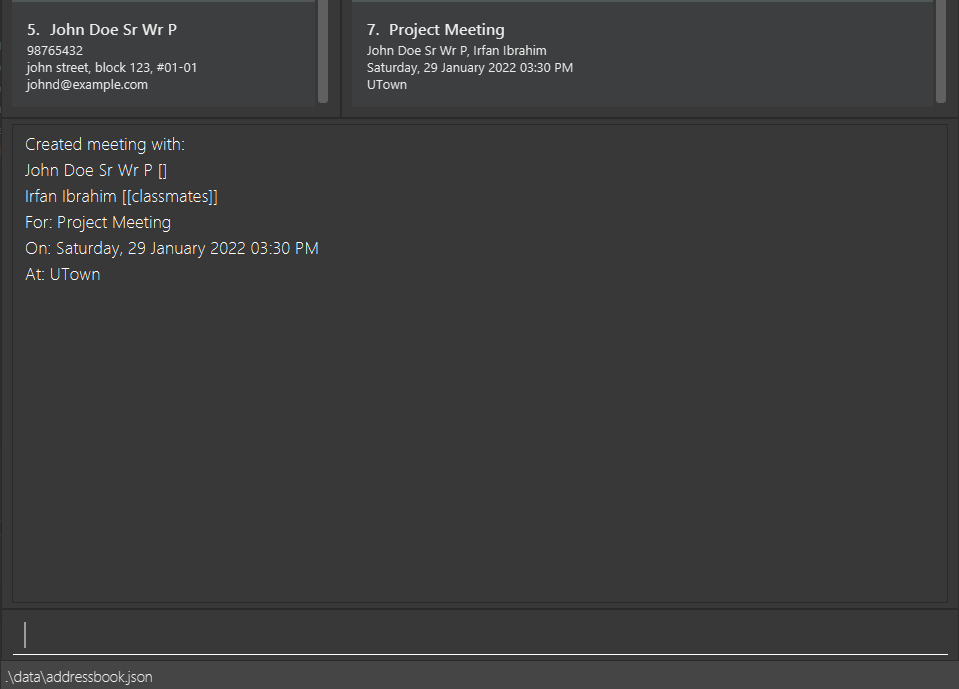 5. John Doe Sr Wr P
98765432
john street, block 123, #01-01
johnd@example.com
7. Project Meeting
John Doe Sr Wr P, Irfan Ibrahim
Saturday, 29 January 2022 03:30 PM
UTown
Created meeting with:
John Doe Sr Wr P []
Irfan Ibrahim [[classmates]]
For: Project Meeting
On: Saturday, 29 January 2022 03:30 PM
At: UTown
.\data\addressbook.json